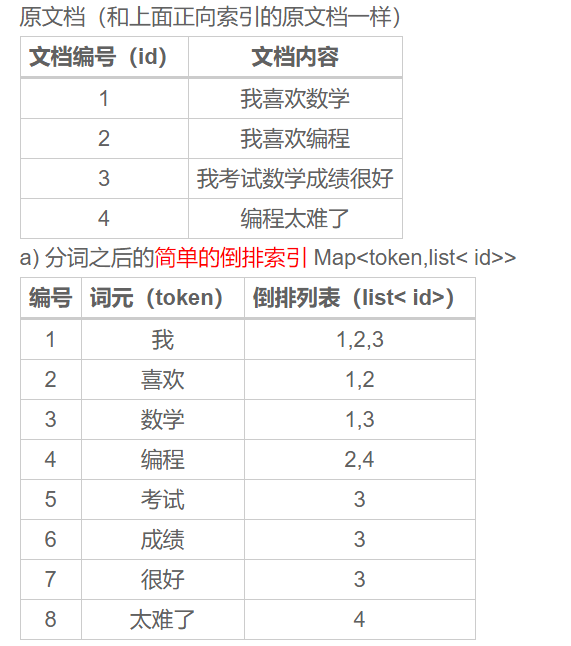 原文档（和上面正向索引的原文档一样）
文档编号（id） 文档内容
1 我喜欢数学
2 我喜欢编程
3 我考试数学成绩很好
4 编程太难了
a) 分词之后的简单的倒排索引 Map<token,list< id>>
编号 词元（token） 倒排列表（list< id>）
1 我 1,2,3
2 喜欢 1,2
3 数学 1,3
4 编程 2,4
5 考试 3
6 成绩 3
7 很好 3
8 太难了 4